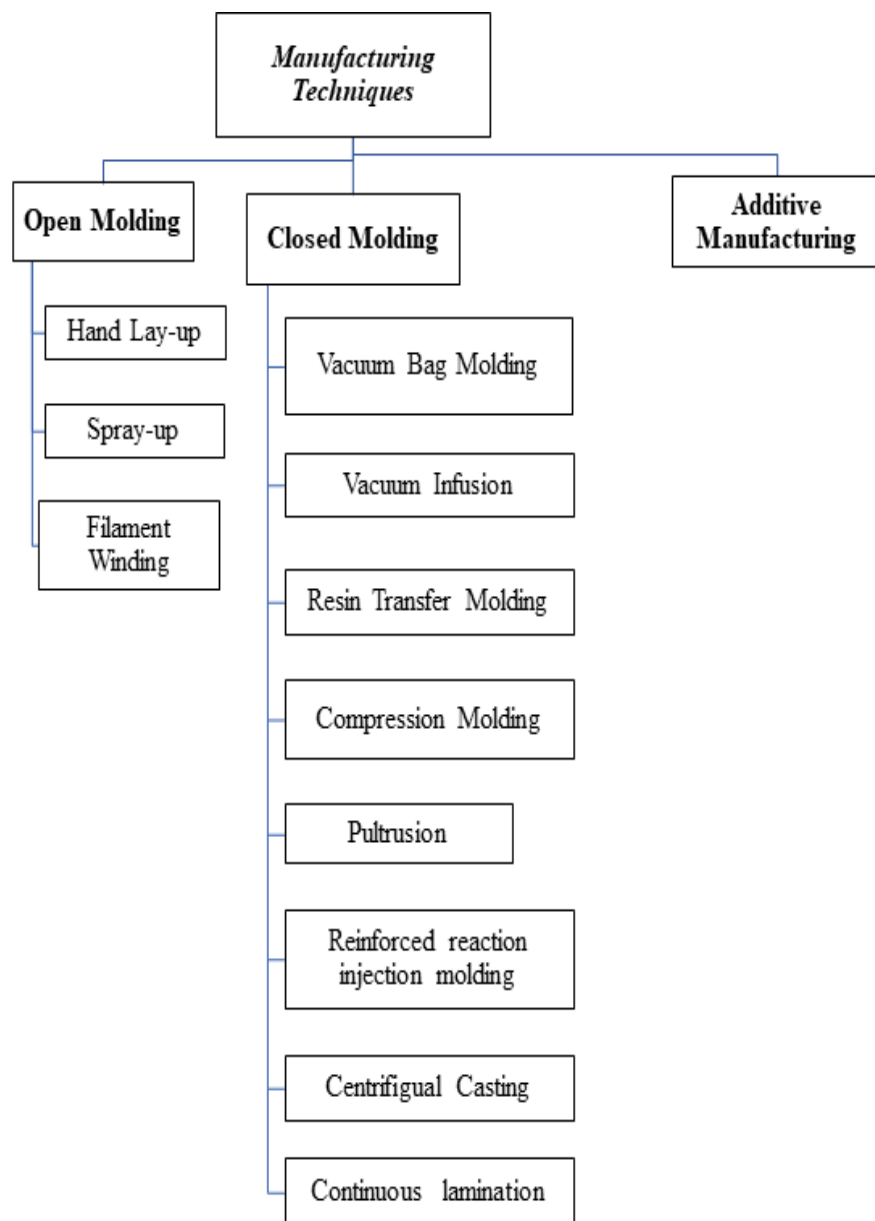 Manufacturing
Techniques
Open Molding
Closed Molding
Additive
Manufacturing
Hand Lay-up
Spray-up
Filament
Winding
Vacuum Bag Molding
Vacuum Infusion
Resin Transfer Molding
Compression Molding
Pultrusion
Reinforced reaction
injection molding
Centrifigual Casting
Continuous lamination